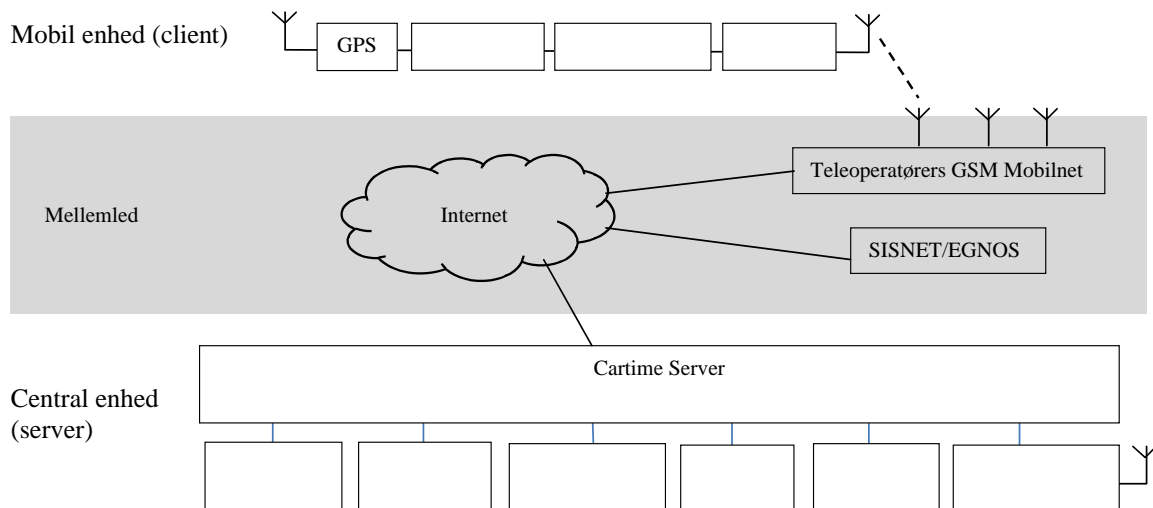 Mobil enhed (client)
GPS
Teleoperatørers GSM Mobilnet
Mellemled
Internet
SISNET/EGNOS
Cartime Server
Central enhed
(server)